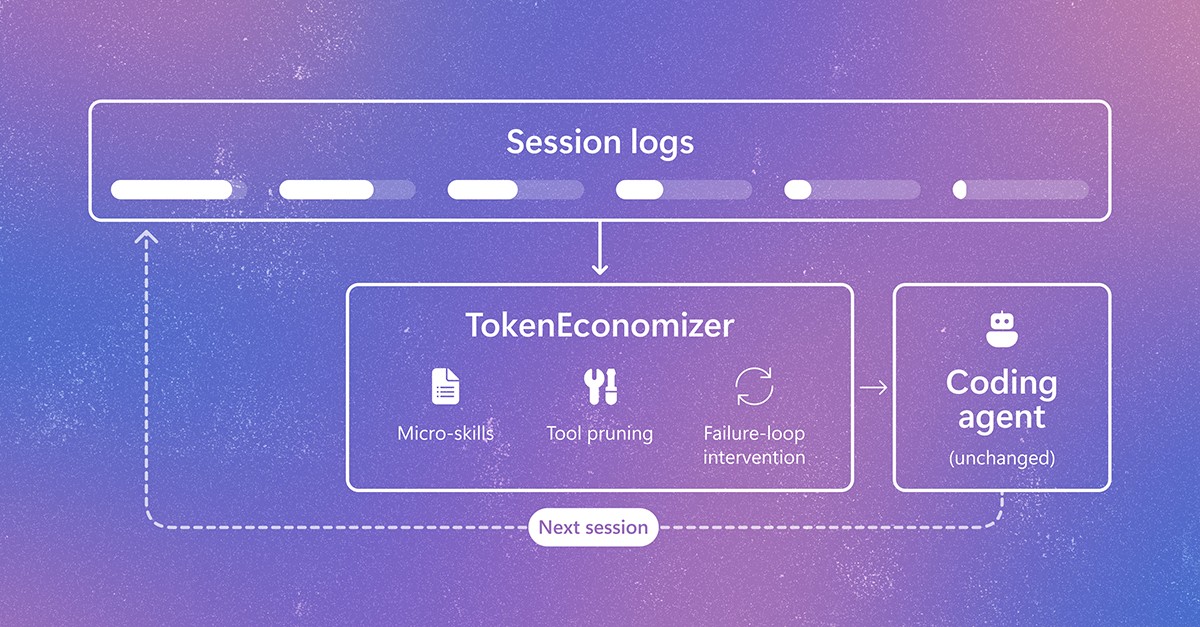 Session logs
TokenEconomizer
Micro-skills
Tool pruning
Failure-loop
intervention
Coding
agent
(unchanged)
Next session